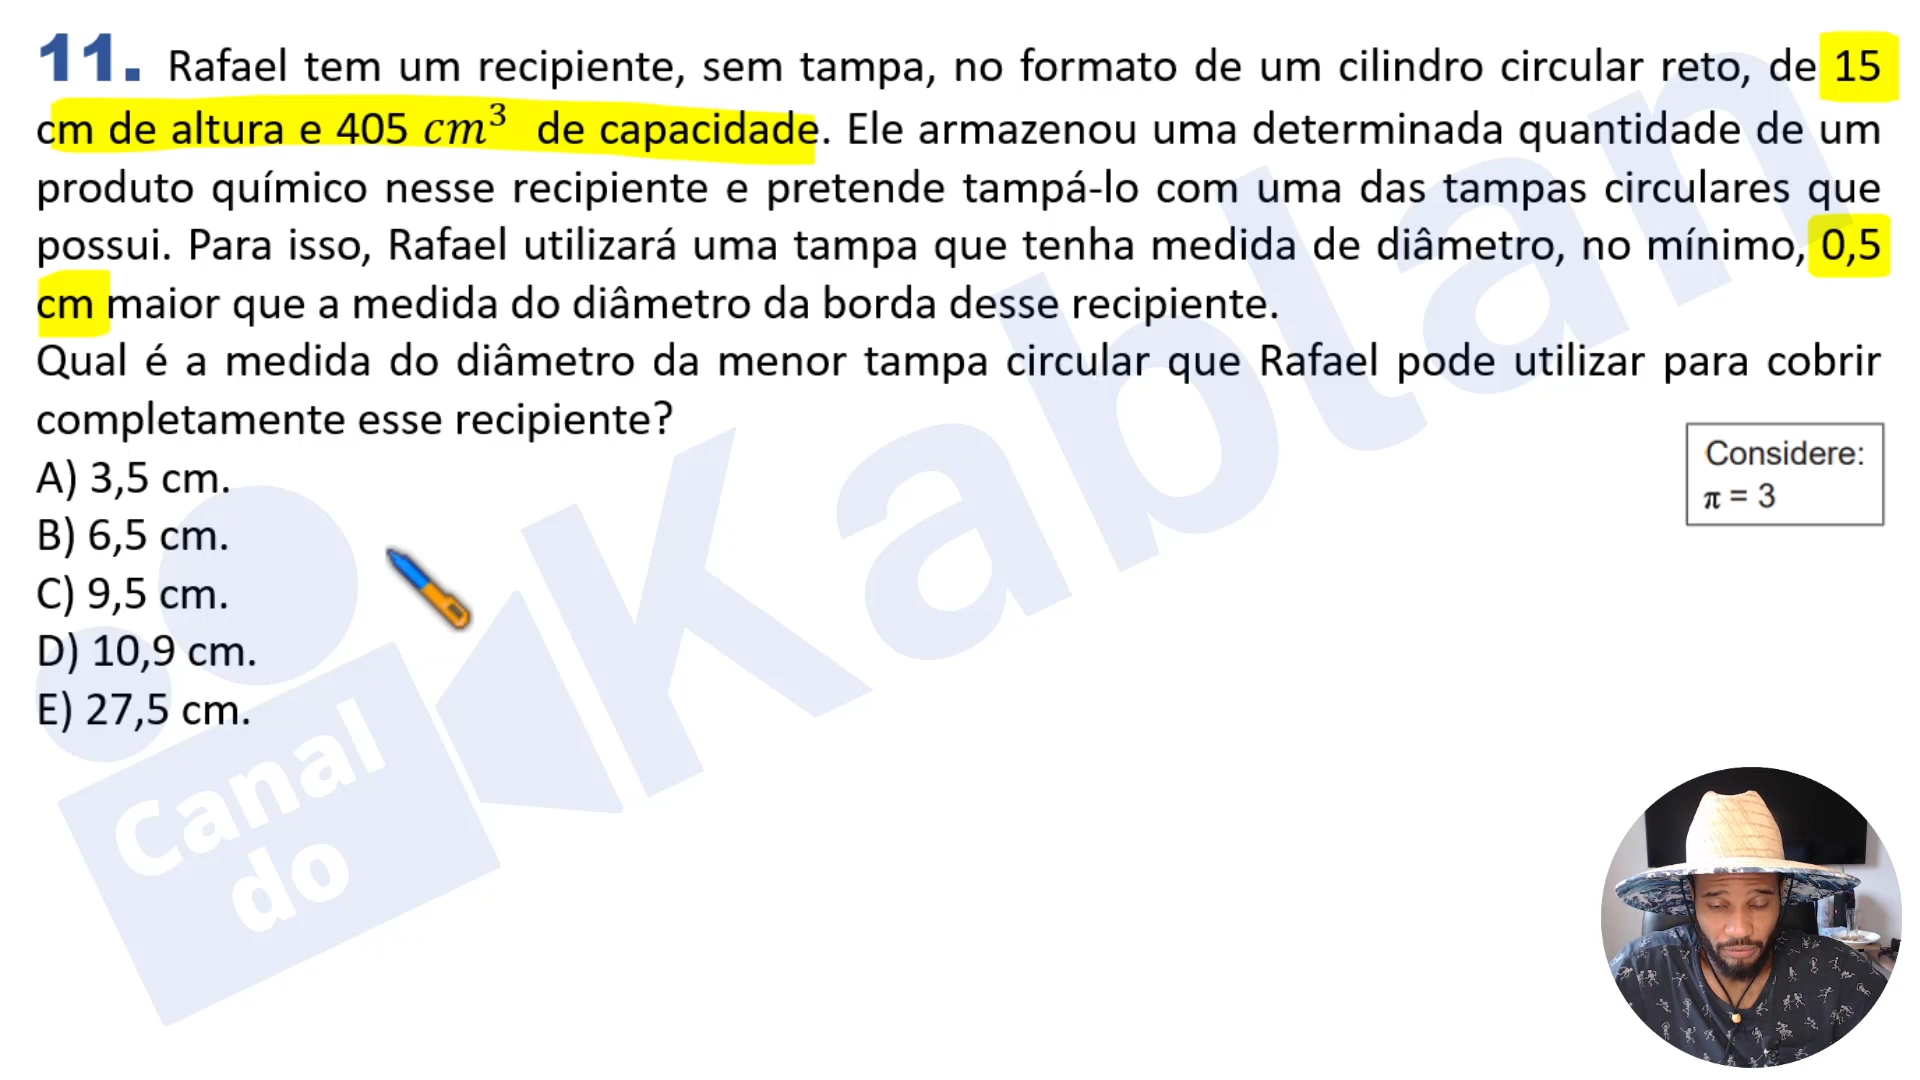 11. Rafael tem um recipiente, sem tampa, no formato de um cilindro circular reto, de 15
cm de altura e 405 cm³ de capacidade. Ele armazenou uma determinada quantidade de um
produto químico nesse recipiente e pretende tampá-lo com uma das tampas circulares que
possui. Para isso, Rafael utilizará uma tampa que tenha medida de diâmetro, no mínimo, 0,5
cm maior que a medida do diâmetro da borda desse recipiente.
Qual é a medida do diâmetro da menor tampa circular que Rafael pode utilizar para cobrir
completamente esse recipiente?
Considere:
π = 3
A) 3,5 cm.
B) 6,5 cm.
C) 9,5 cm.
D) 10,9 cm.
E) 27,5 cm.
Canal
do
Kablan